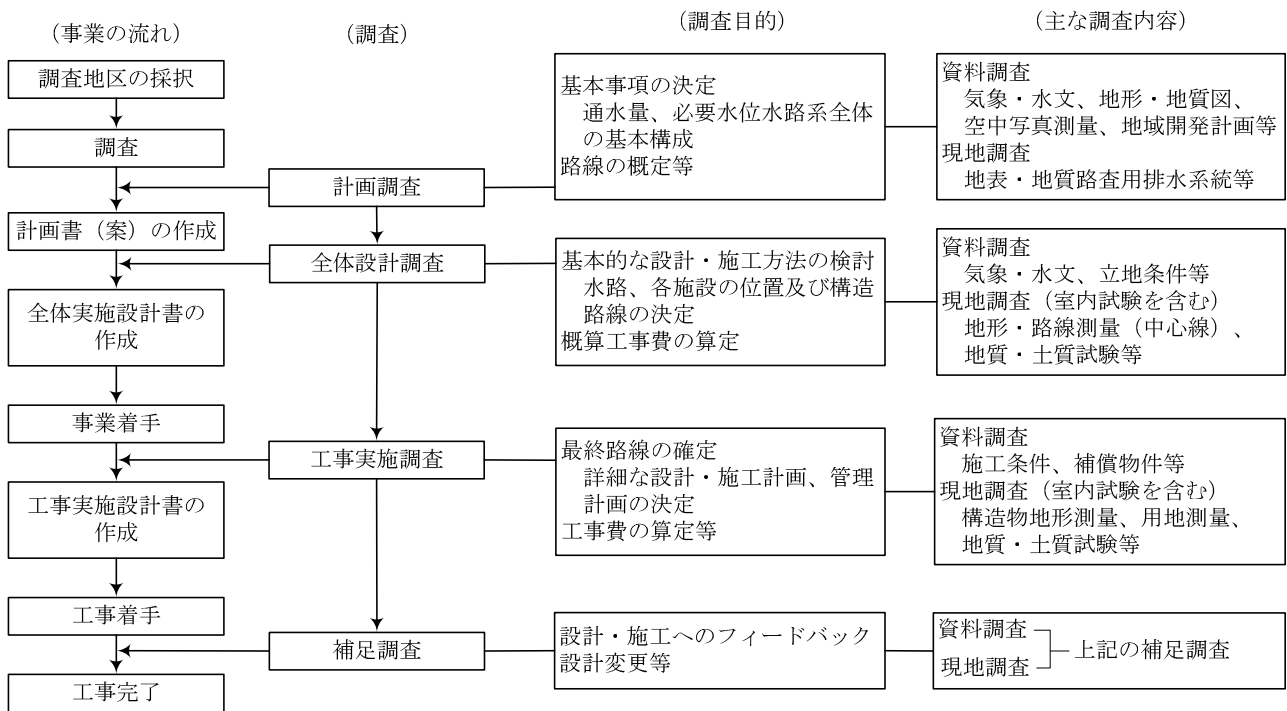 （事業の流れ）
（調査）
（調査目的）
（主な調査内容）
調査地区の採択
調査
計画書（案）の作成
全体実施設計書の
作成
事業着手
工事実施設計書の
作成
工事着手
工事完了
計画調査
全体設計調査
工事実施調査
補足調査
基本事項の決定
通水量、必要水位水路系全体
の基本構成
路線の概定等
基本的な設計・施工方法の検討
水路、各施設の位置及び構造
路線の決定
概算工事費の算定
最終路線の確定
詳細な設計・施工計画、管理
計画の決定
工事費の算定等
設計・施工へのフィードバック
設計変更等
資料調査
気象・水文、地形・地質図、
空中写真測量、地域開発計画等
現地調査
地表・地質踏査用排水系統等
資料調査
気象・水文、立地条件等
現地調査（室内試験を含む）
地形・路線測量（中心線）、
地質・土質試験等
資料調査
施工条件、補償物件等
現地調査（室内試験を含む）
構造物地形測量、用地測量、
地質・土質試験等
資料調査
現地調査
上記の補足調査